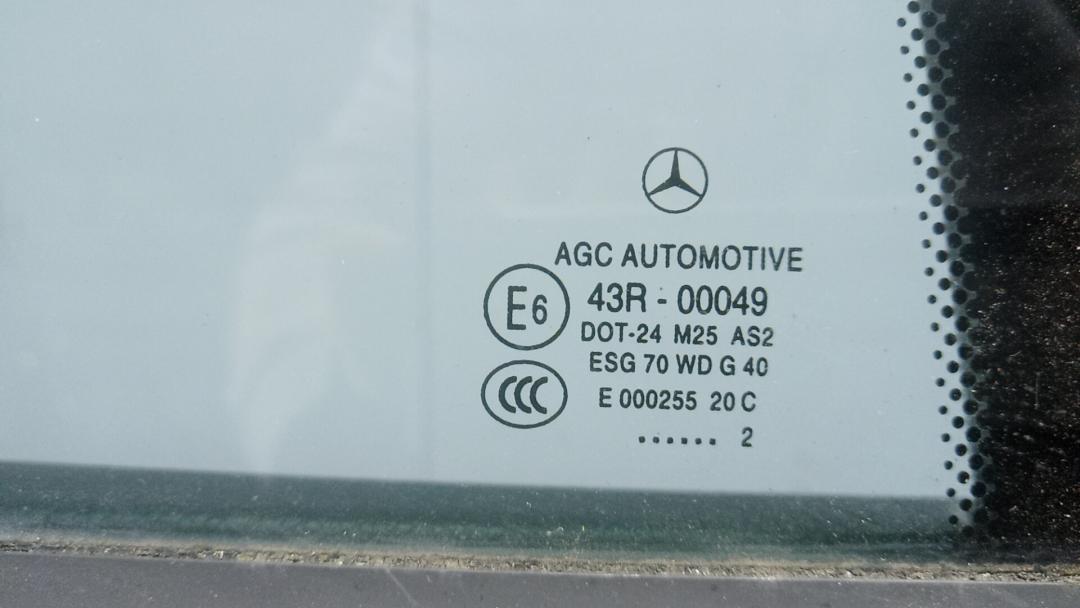 AGC AUTOMOTIVE
E6 43R - 00049
DOT-24 M25 AS2
ESG 70 WD G 40
CCC E 000255 20 C
...... 2